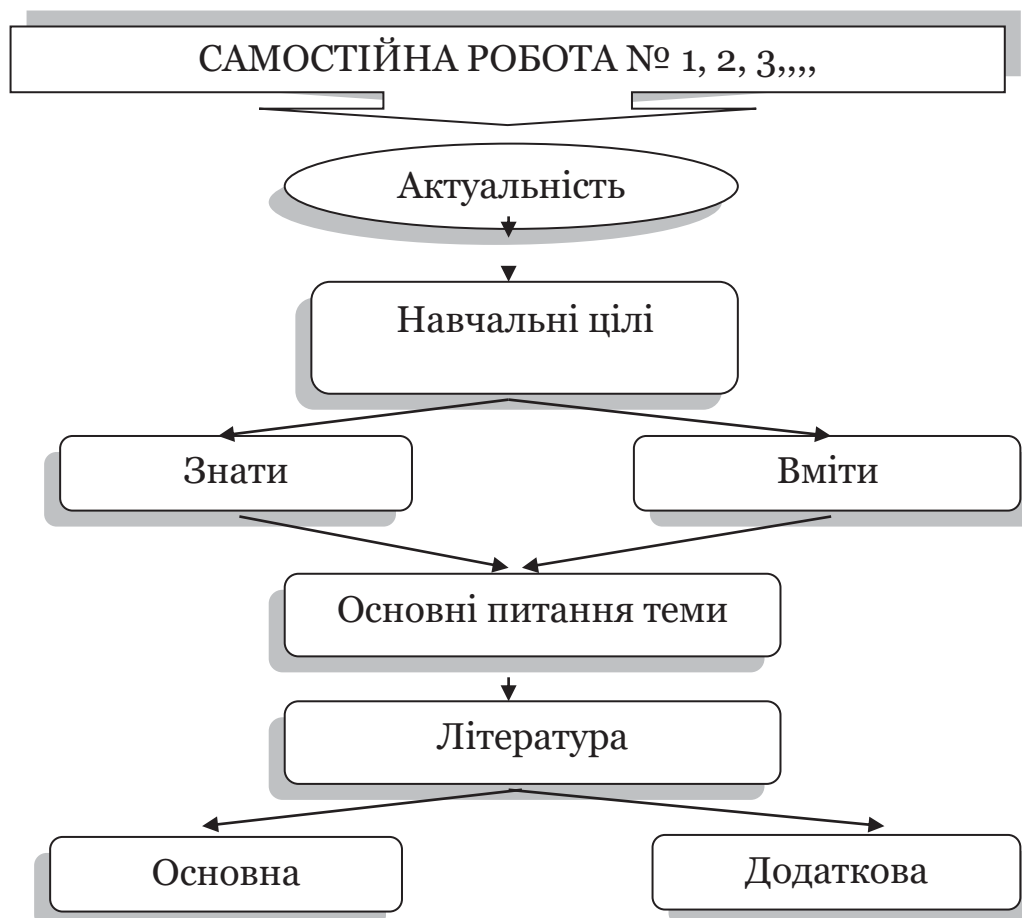 САМОСТІЙНА РОБОТА № 1, 2, 3,,,,
Актуальність
Навчальні цілі
Знати
Вміти
Основні питання теми
Література
Основна
Додаткова